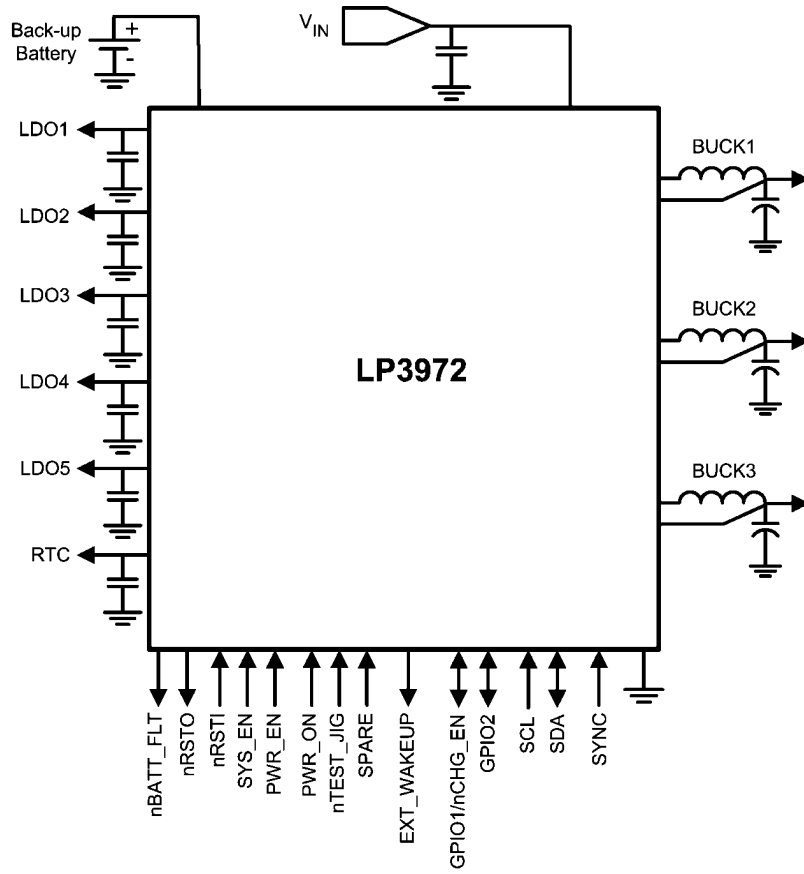 Back-up
Battery
+
-
VIN
LDO1
LDO2
LDO3
LDO4
LDO5
RTC
LP3972
BUCK1
BUCK2
BUCK3
nBATT_FLT
nRSTO
nRSTI
SYS_EN
PWR_EN
PWR_ON
nTEST_JIG
SPARE
EXT_WAKEUP
GPIO1/nCHG_EN
GPIO2
SCL
SDA
SYNC